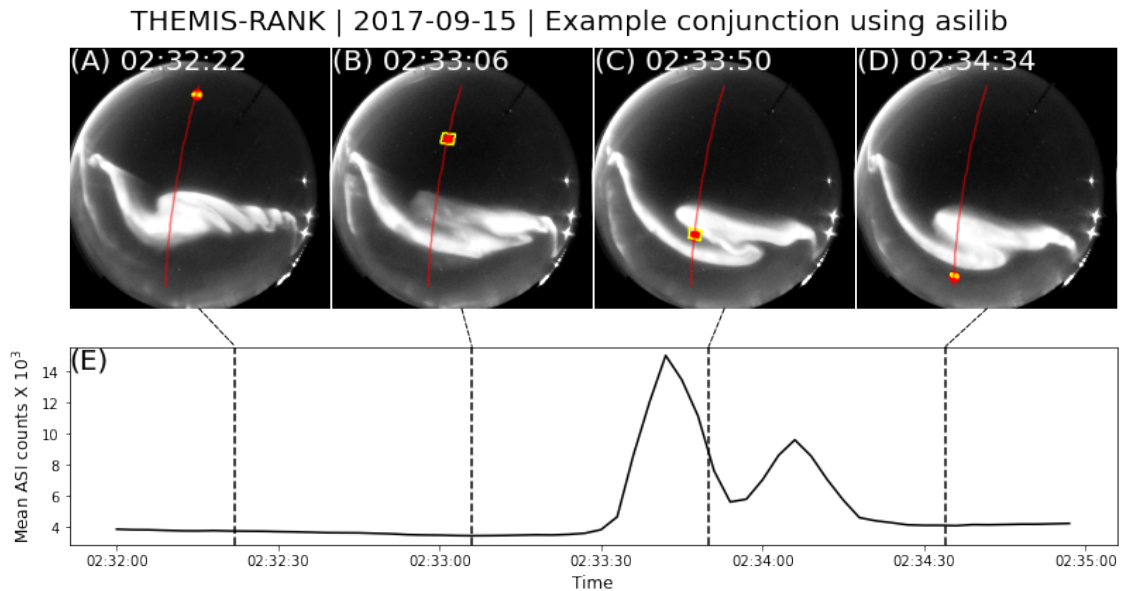 THEMIS-RANK | 2017-09-15 | Example conjunction using asilib
(A) 02:32:22
(B) 02:33:06
(C) 02:33:50
(D) 02:34:34
(E)
Mean ASI counts X 10³
14
12
10
8
6
4
02:32:00
02:32:30
02:33:00
02:33:30
02:34:00
02:34:30
02:35:00
Time